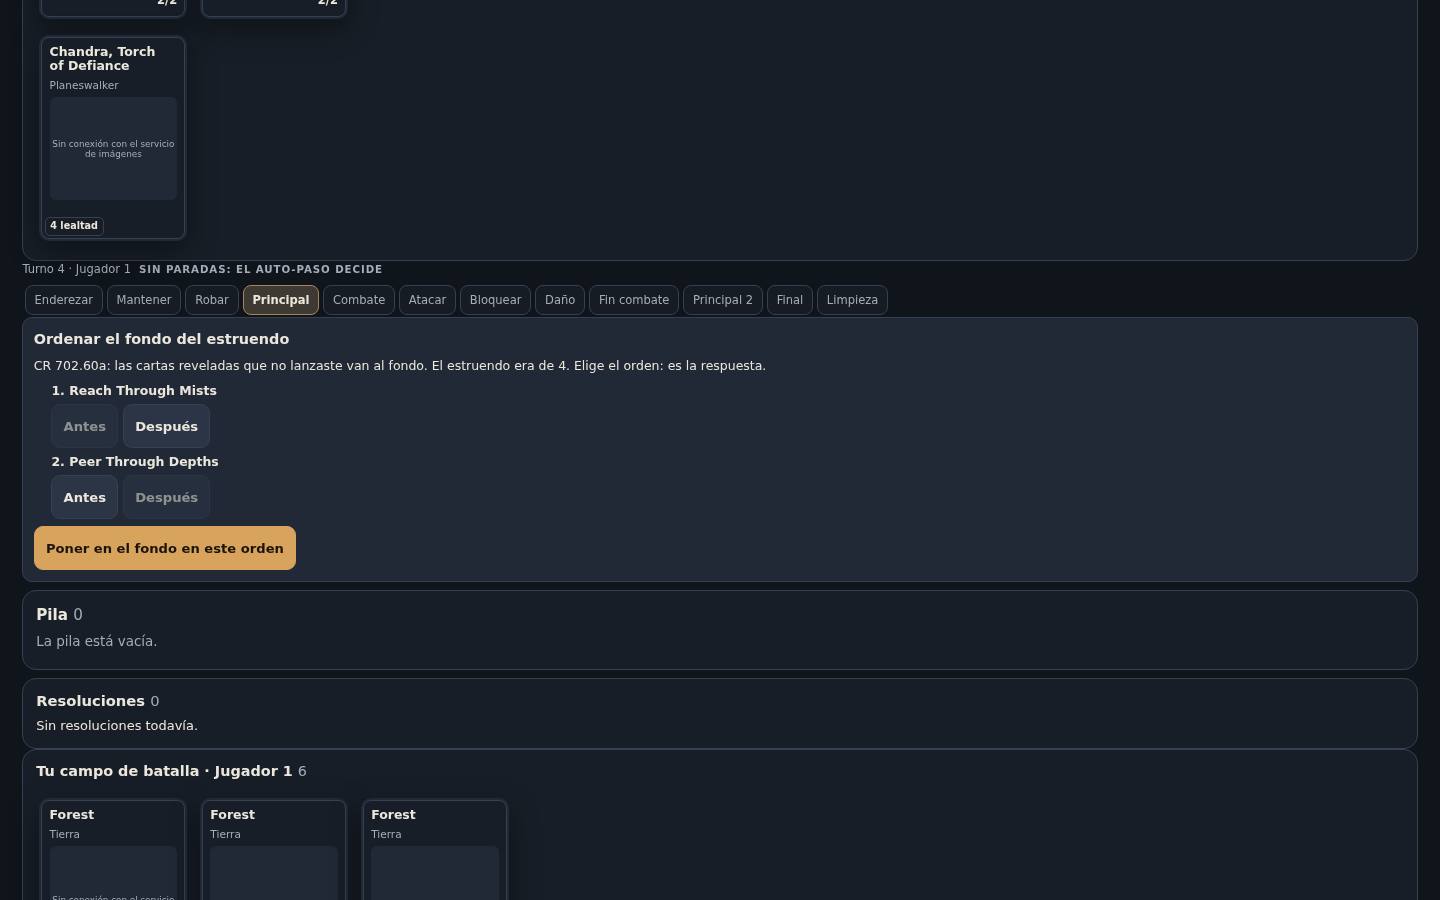 2/2
2/2
Chandra, Torch
of Defiance
Planeswalker
Sin conexión con el servicio
de imágenes
4 lealtad
Turno 4 · Jugador 1 SIN PARADAS: EL AUTO-PASO DECIDE
Enderezar Mantener Robar Principal Combate Atacar Bloquear Daño Fin combate Principal 2 Final Limpieza
Ordenar el fondo del estruendo
CR 702.60a: las cartas reveladas que no lanzaste van al fondo. El estruendo era de 4. Elige el orden: es la respuesta.
1. Reach Through Mists
Antes Después
2. Peer Through Depths
Antes Después
Poner en el fondo en este orden
Pila 0
La pila está vacía.
Resoluciones 0
Sin resoluciones todavía.
Tu campo de batalla · Jugador 1 6
Forest Forest Forest
Tierra Tierra Tierra
Sin conexión con el servicio